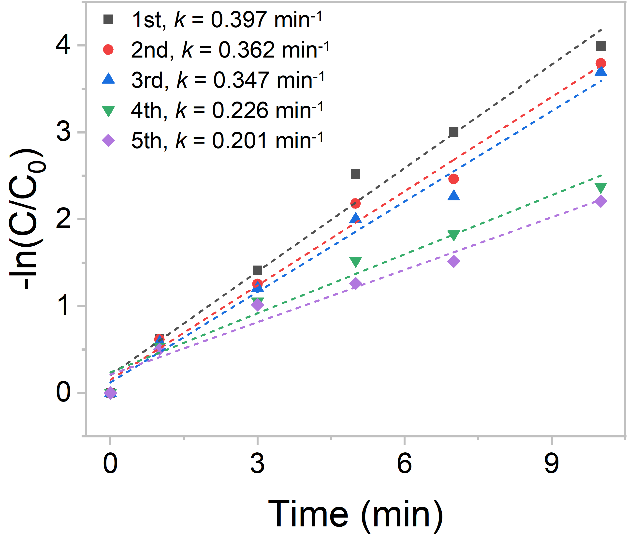 1st, k = 0.397 min⁻¹
2nd, k = 0.362 min⁻¹
3rd, k = 0.347 min⁻¹
4th, k = 0.226 min⁻¹
5th, k = 0.201 min⁻¹
4
3
2
1
0
-ln(C/C₀)
0 3 6 9
Time (min)